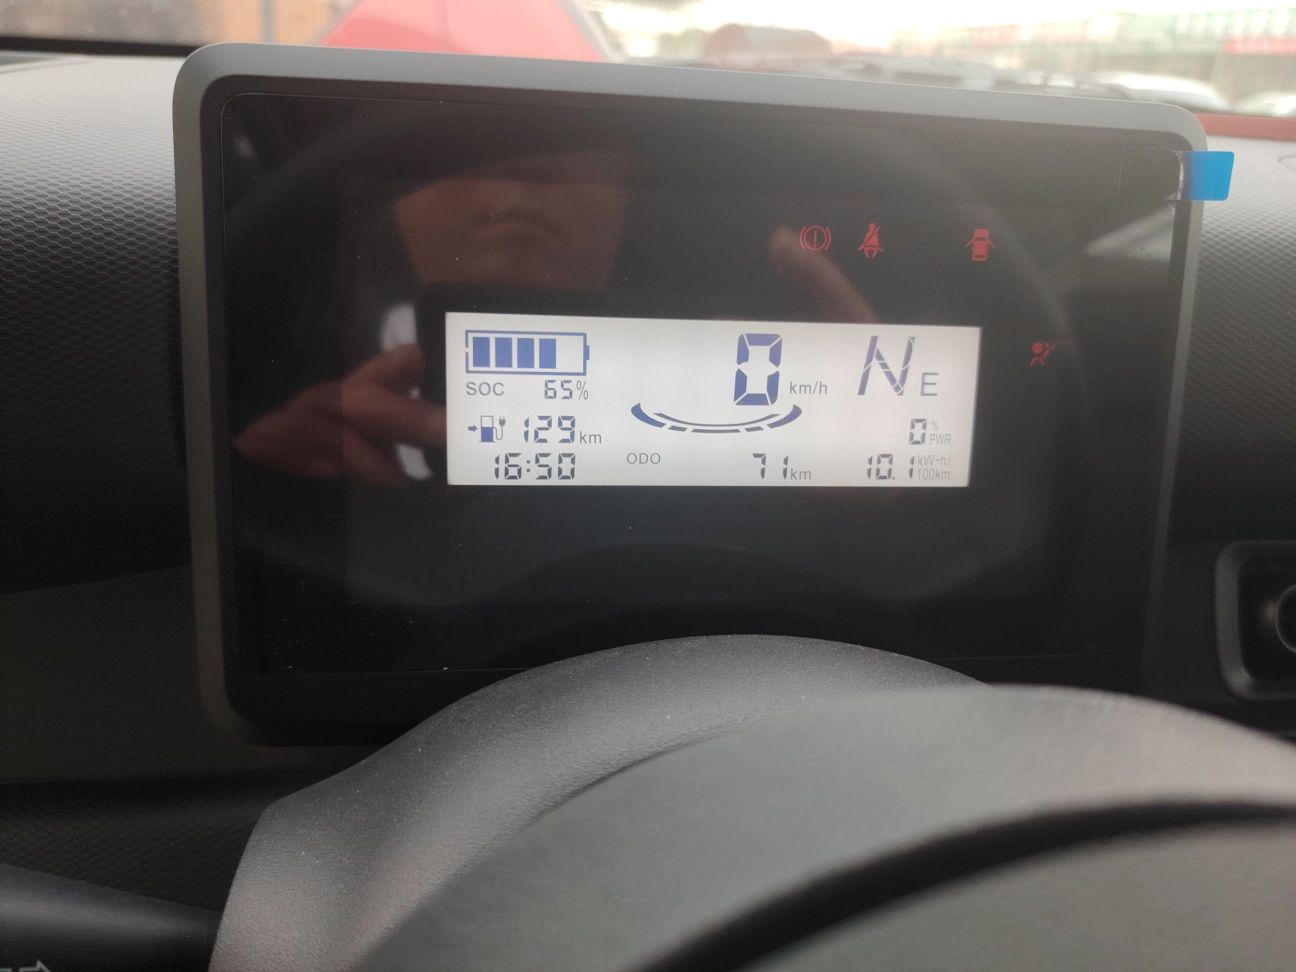 0 km/h N E
SOC 65%
129 km
0 % PWR
16:50 ODO 71 km 10.1 kW-h/100km